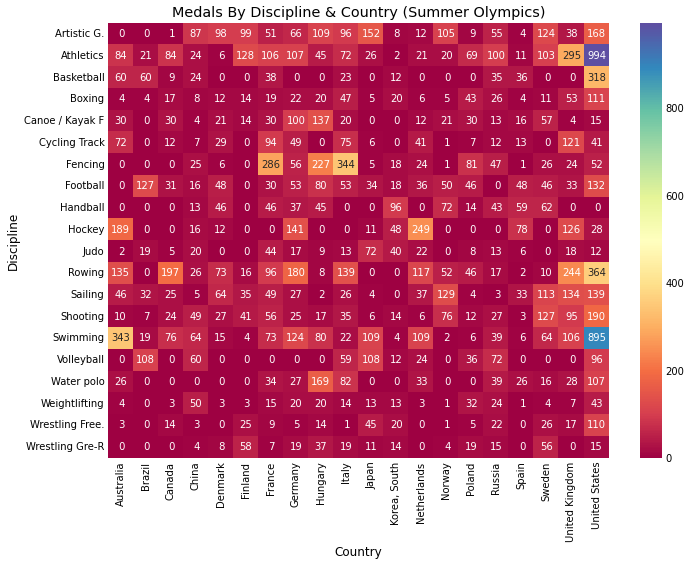 Medals By Discipline & Country (Summer Olympics)
Artistic G. 0 0 1 87 98 99 51 66 109 96 152 8 12 105 9 55 4 124 38 168
Athletics 84 21 84 24 6 128 106 107 45 72 26 2 21 20 69 100 11 103 295 994
Basketball 60 60 9 24 0 0 38 0 0 23 0 12 0 0 0 35 36 0 0 318
Boxing 4 4 17 8 12 14 19 22 20 47 5 20 6 5 43 26 4 11 53 111
Canoe / Kayak F 30 0 30 4 21 14 30 100 137 20 0 0 12 21 30 13 16 57 4 15
Cycling Track 72 0 12 7 29 0 94 49 0 75 6 0 41 1 7 12 13 0 121 41
Fencing 0 0 0 25 6 0 286 56 227 344 5 18 24 1 81 47 1 26 24 52
Football 0 127 31 16 48 0 30 53 80 53 34 18 36 50 46 0 48 46 33 132
Handball 0 0 0 13 46 0 46 37 45 0 0 96 0 72 14 43 59 62 0 0
Hockey 189 0 0 16 12 0 0 141 0 0 11 48 249 0 0 0 78 0 126 28
Judo 2 19 5 20 0 0 44 17 9 13 72 40 22 0 8 13 6 0 18 12
Rowing 135 0 197 26 73 16 96 180 8 139 0 0 117 52 46 17 2 10 244 364
Sailing 46 32 25 5 64 35 49 27 2 26 4 0 37 129 4 3 33 113 134 139
Shooting 10 7 24 49 27 41 56 25 17 35 6 14 6 76 12 27 3 127 95 190
Swimming 343 19 76 64 15 4 73 124 80 22 109 4 109 2 6 39 6 64 106 895
Volleyball 0 108 0 60 0 0 0 0 0 59 108 12 24 0 36 72 0 0 0 96
Water polo 26 0 0 0 0 0 34 27 169 82 0 0 33 0 0 39 26 16 28 107
Weightlifting 4 0 3 50 3 3 15 20 20 14 13 13 3 1 32 24 1 4 7 43
Wrestling Free. 3 0 14 3 0 25 9 5 14 1 45 20 0 1 5 22 0 26 17 110
Wrestling Gre-R 0 0 0 4 8 58 7 19 37 19 11 14 0 4 19 15 0 56 0 15
Discipline
Australia
Brazil
Canada
China
Denmark
Finland
France
Germany
Hungary
Italy
Japan
Korea, South
Netherlands
Norway
Poland
Russia
Spain
Sweden
United Kingdom
United States
Country
800
600
400
200
0